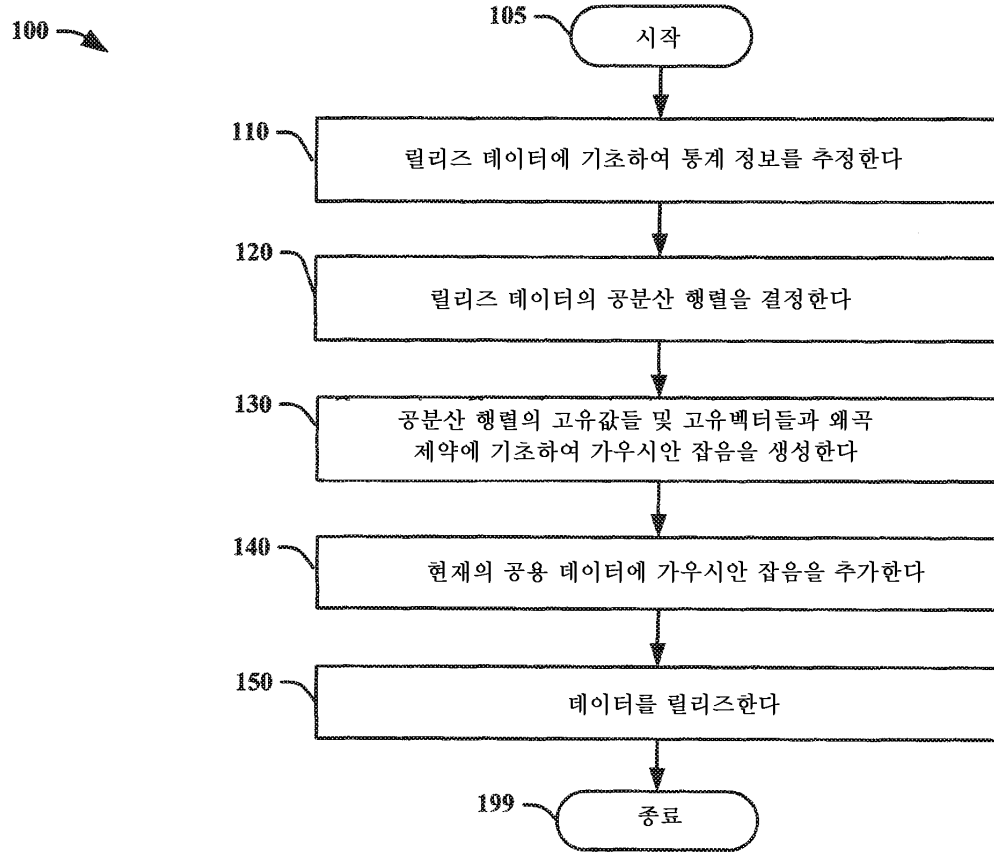 100
105
시작
110
릴리즈 데이터에 기초하여 통계 정보를 추정한다
120
릴리즈 데이터의 공분산 행렬을 결정한다
130
공분산 행렬의 고유값들 및 고유벡터들과 왜곡
제약에 기초하여 가우시안 잡음을 생성한다
140
현재의 공용 데이터에 가우시안 잡음을 추가한다
150
데이터를 릴리즈한다
199
종료